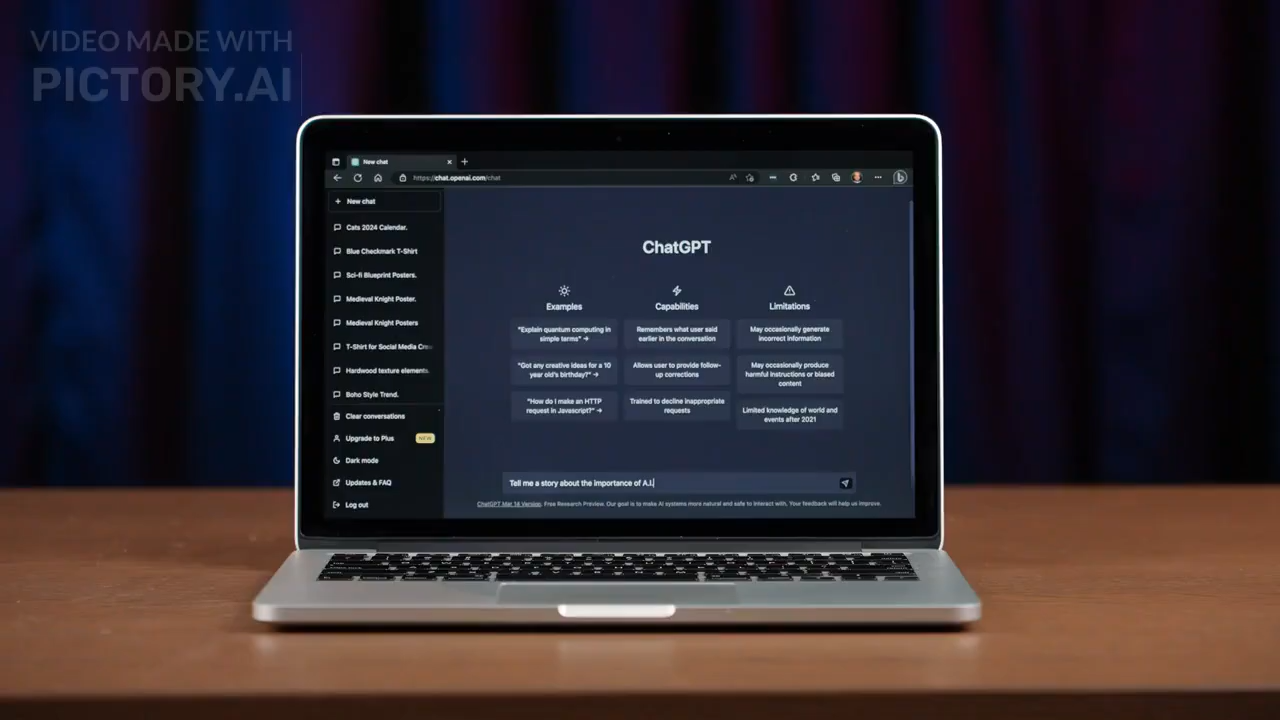 VIDEO MADE WITH
PICTORY.AI
New chat
https://chat.openai.com/chat
New chat
Cats 2024 Calendar.
Blue Checkmark T-Shirt
Sci-fi Blueprint Posters.
Medieval Knight Poster.
Medieval Knight Posters
T-Shirt for Social Media Cre
Hardwood texture elements.
Boho Style Trend.
Clear conversations
Upgrade to Plus
NEW
Dark mode
Updates & FAQ
Log out
ChatGPT
Examples
"Explain quantum computing in
simple terms" →
"Got any creative ideas for a 10
year old's birthday?" →
"How do I make an HTTP
request in Javascript?" →
Capabilities
Remembers what user said
earlier in the conversation
Allows user to provide follow-
up corrections
Trained to decline inappropriate
requests
Limitations
May occasionally generate
incorrect information
May occasionally produce
harmful instructions or biased
content
Limited knowledge of world and
events after 2021
Tell me a story about the importance of A.I.
ChatGPT Mar 14 Version. Free Research Preview. Our goal is to make AI systems more natural and safe to interact with. Your feedback will help us improve.